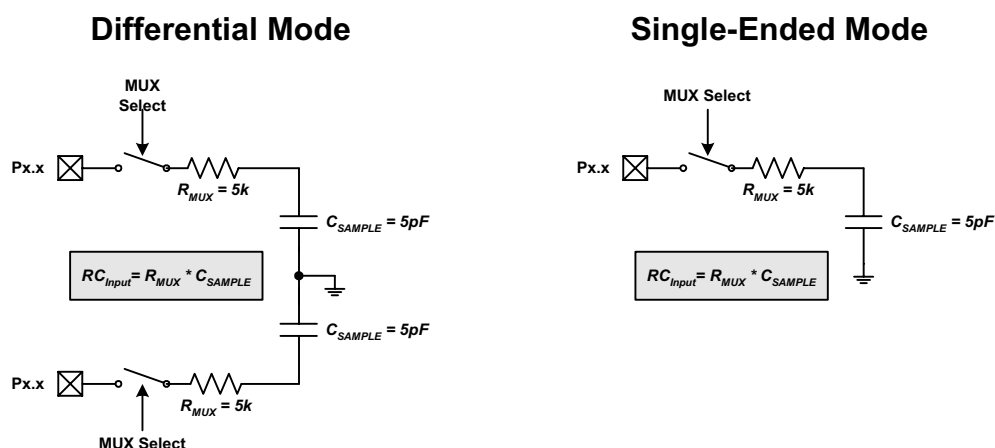 Differential Mode
MUX
Select
Px.x
R_MUX = 5k
C_SAMPLE = 5pF
RC_Input= R_MUX * C_SAMPLE
C_SAMPLE = 5pF
Px.x
R_MUX = 5k
MUX Select
Single-Ended Mode
MUX Select
Px.x
R_MUX = 5k
C_SAMPLE = 5pF
RC_Input= R_MUX * C_SAMPLE